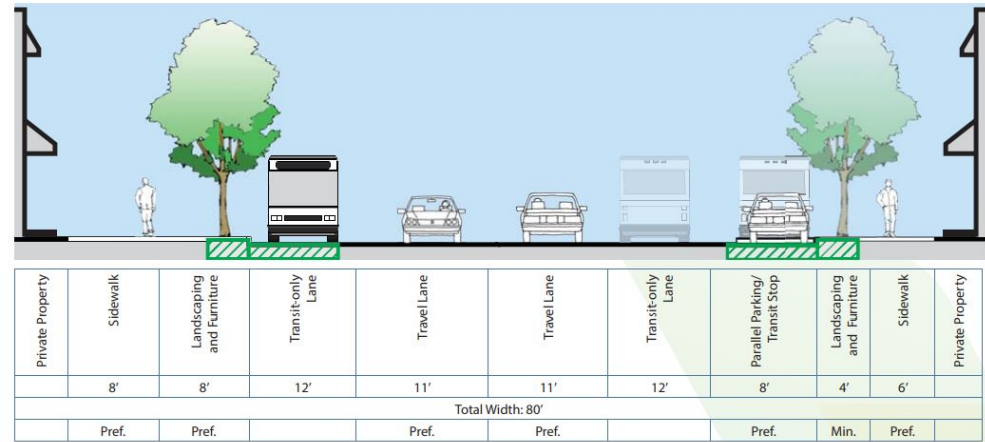 Private Property
Sidewalk
Landscaping
and Furniture
Transit-only
Lane
Travel Lane
Travel Lane
Transit-only
Lane
Parallel Parking/
Transit Stop
Landscaping
and Furniture
Sidewalk
Private Property
8' 8' 12' 11' 11' 12' 8' 4' 6'
Total Width: 80'
Pref. Pref. Pref. Pref. Pref. Min. Pref.